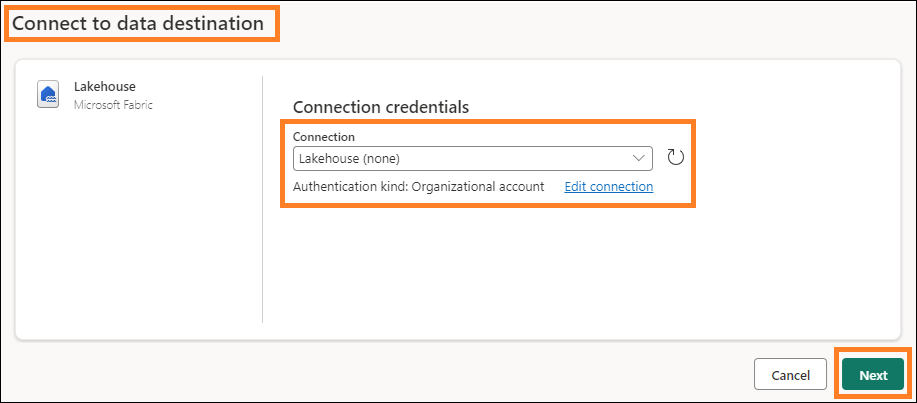 Connect to data destination
Lakehouse
Microsoft Fabric
Connection credentials
Connection
Lakehouse (none)
Authentication kind: Organizational account Edit connection
Cancel Next